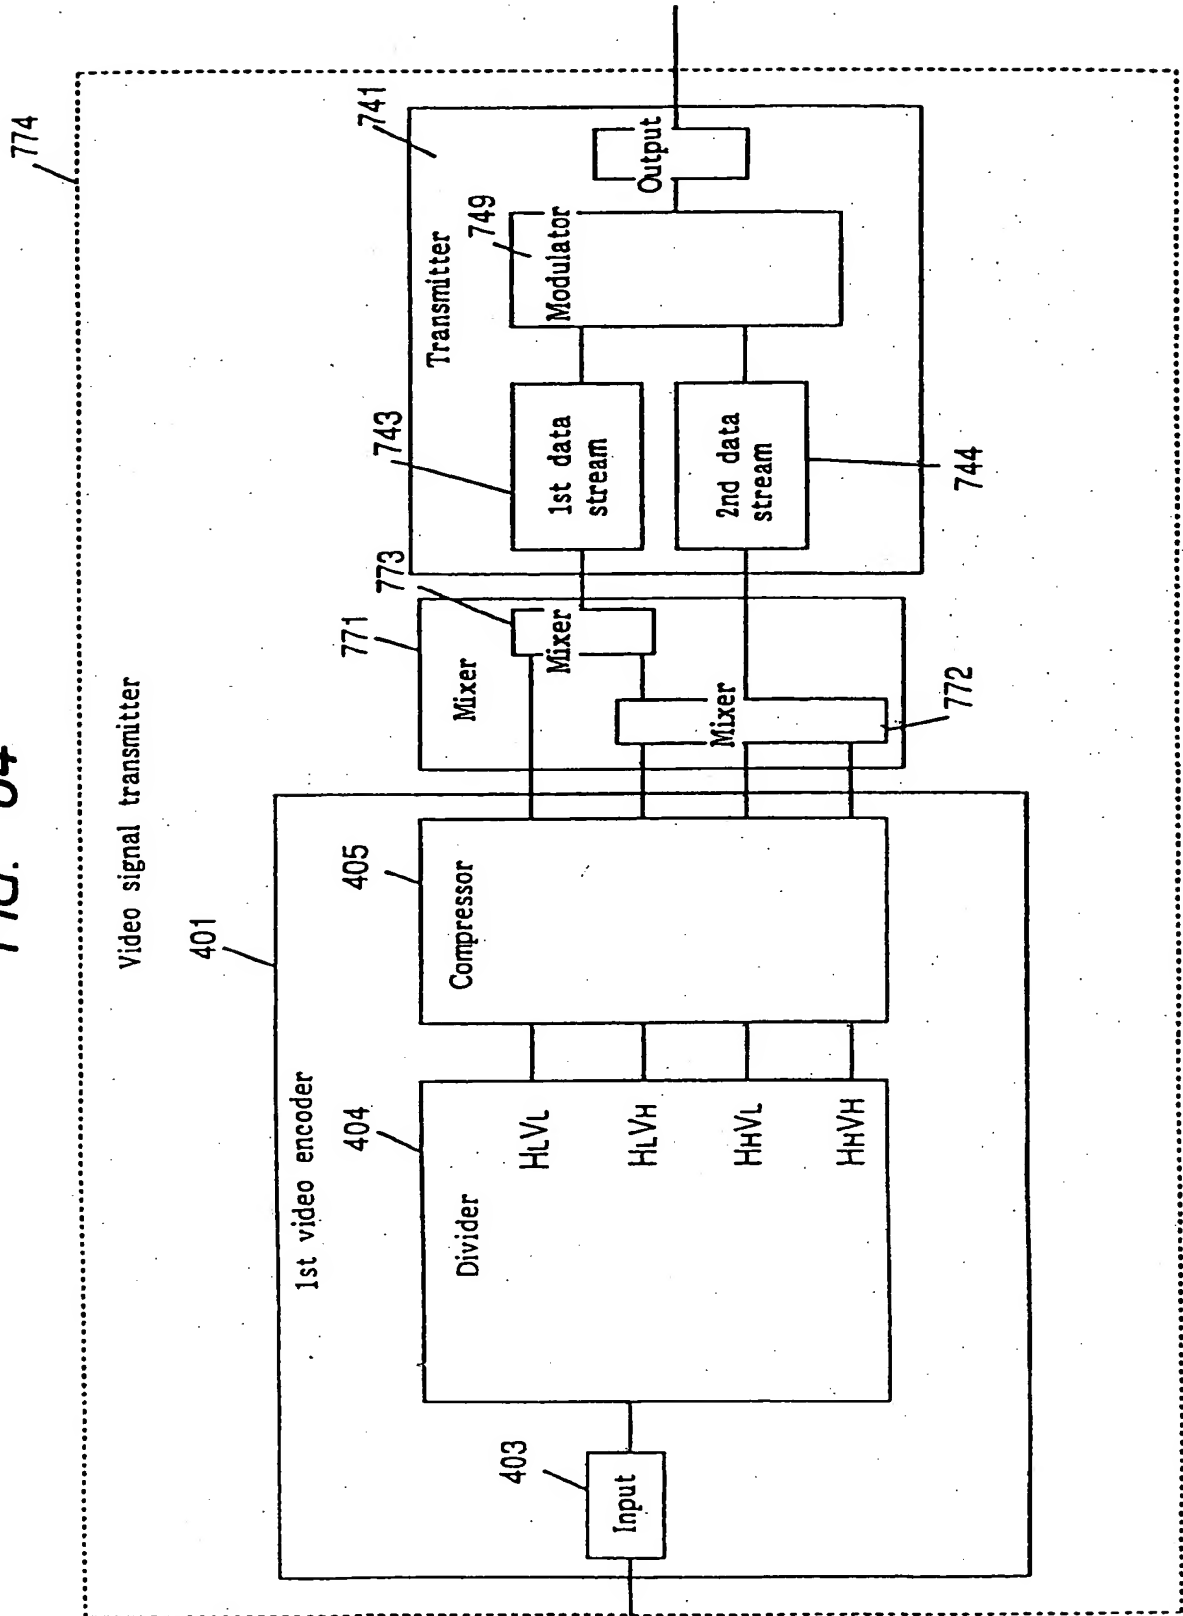 FIG.
774
Video signal transmitter
401
1st video encoder
403
Input
404
Divider
HLVL
HLVH
HHVL
HHVH
405
Compressor
771
Mixer
773
Mixer
Mixer
772
741
Transmitter
743
1st data
stream
2nd data
stream
744
749
Modulator
Output